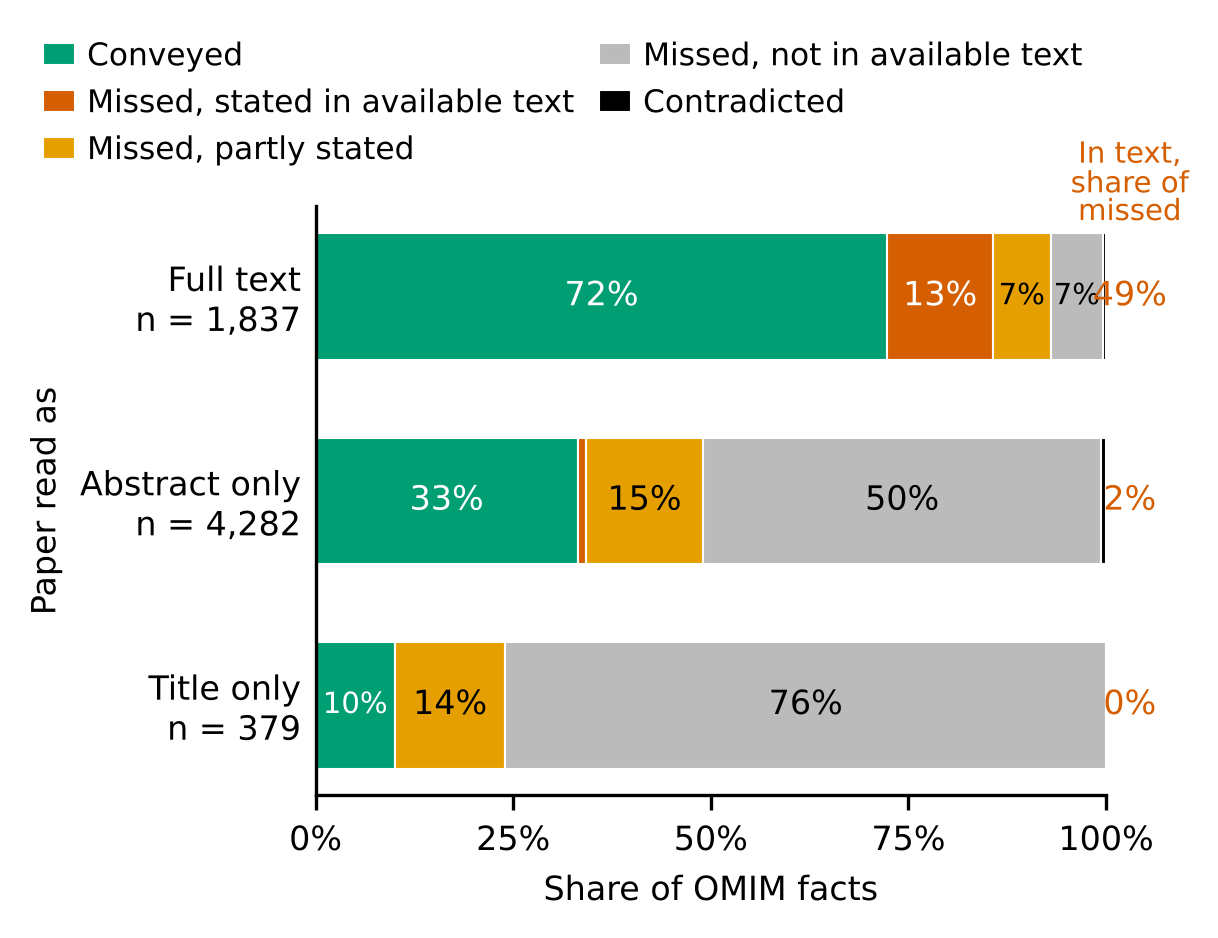 Conveyed
Missed, stated in available text
Missed, partly stated
Missed, not in available text
Contradicted
In text,
share of
missed
Full text
n = 1,837
72%
13%
7%
7%
49%
Abstract only
n = 4,282
33%
15%
50%
2%
Title only
n = 379
10%
14%
76%
0%
Paper read as
0%
25%
50%
75%
100%
Share of OMIM facts